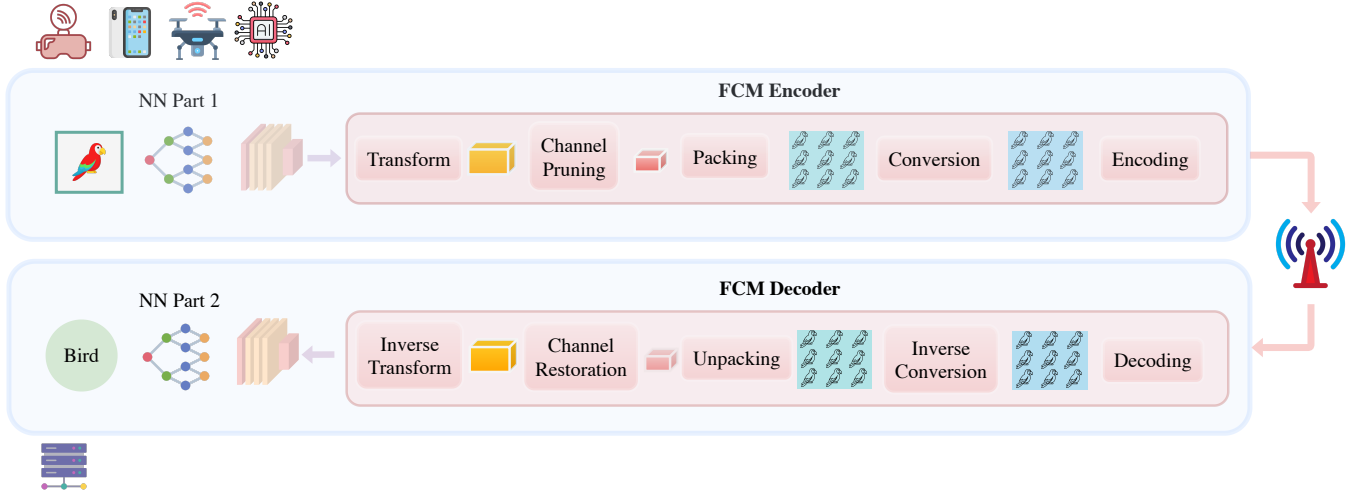 AI
NN Part 1
FCM Encoder
Transform
Channel
Pruning
Packing
Conversion
Encoding
NN Part 2
FCM Decoder
Bird
Inverse
Transform
Channel
Restoration
Unpacking
Inverse
Conversion
Decoding